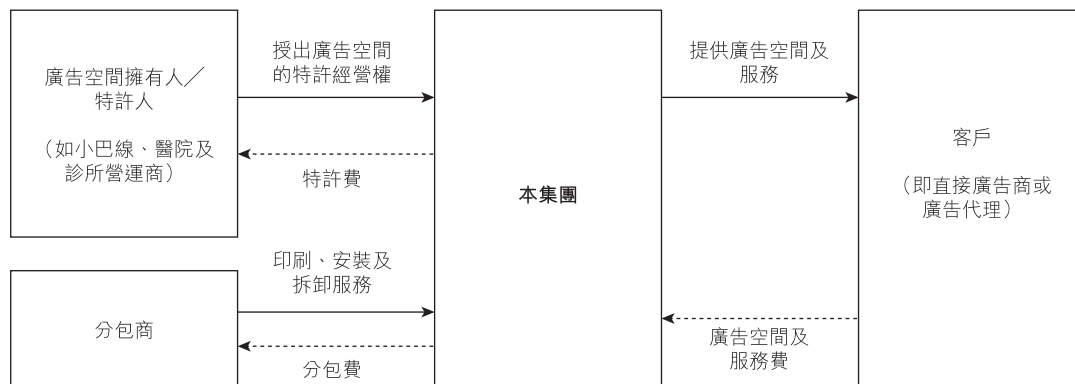 廣告空間擁有人／
特許人
（如小巴線、醫院及
診所營運商）
授出廣告空間
的特許經營權
特許費
印刷、安裝及
拆卸服務
分包商
分包費
本集團
提供廣告空間及
服務
廣告空間及
服務費
客戶
（即直接廣告商或
廣告代理）